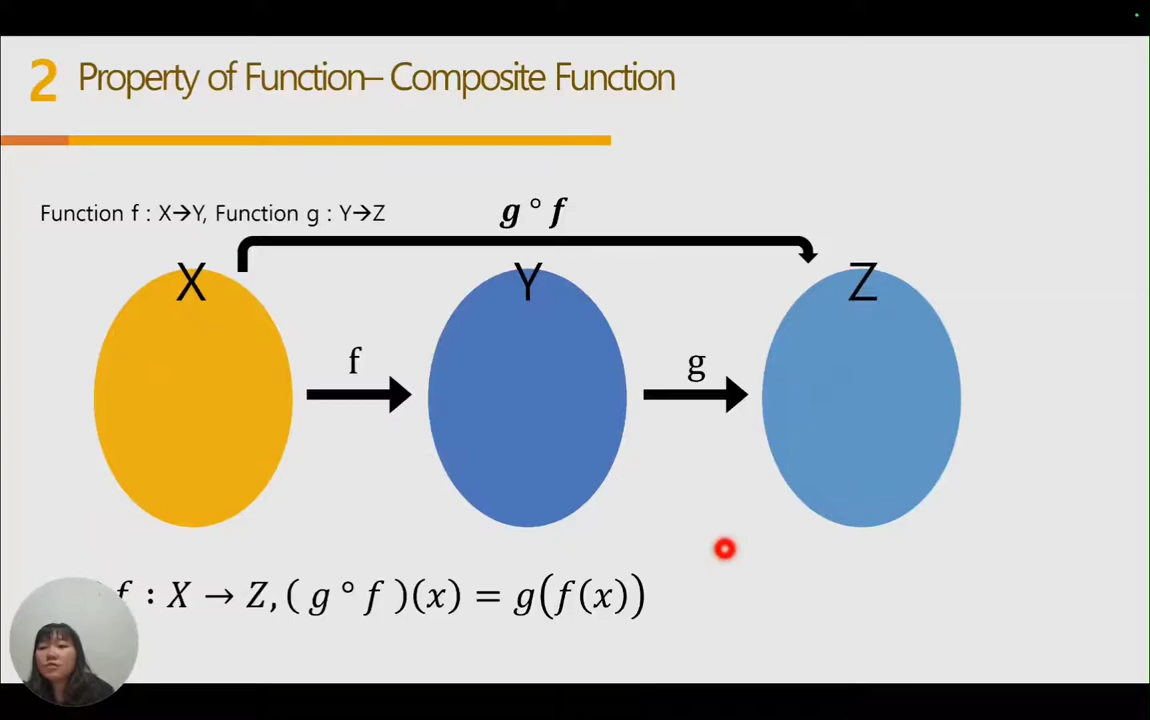 2 Property of Function– Composite Function
Function f : X→Y, Function g : Y→Z
g ° f
X Y Z
f g
f : X → Z, ( g ° f )(x) = g(f(x))